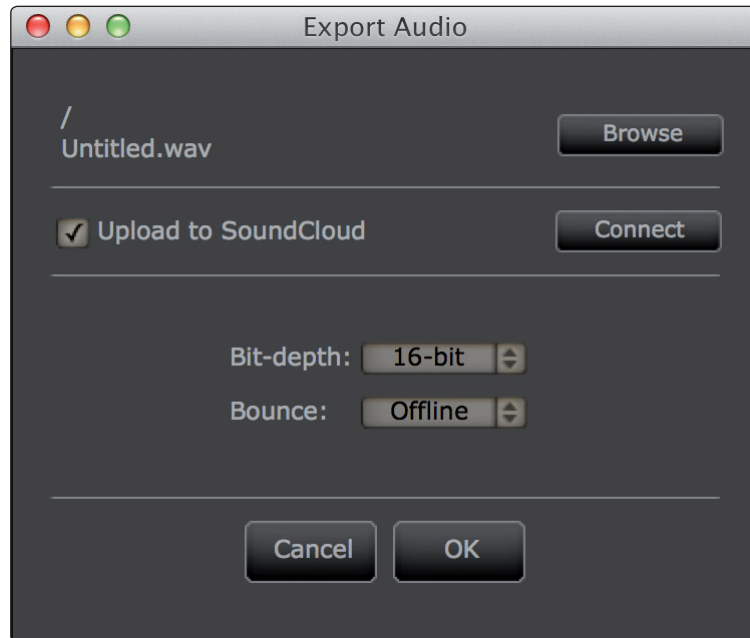 Export Audio
/
Untitled.wav
Browse
Upload to SoundCloud
Connect
Bit-depth: 16-bit
Bounce: Offline
Cancel OK